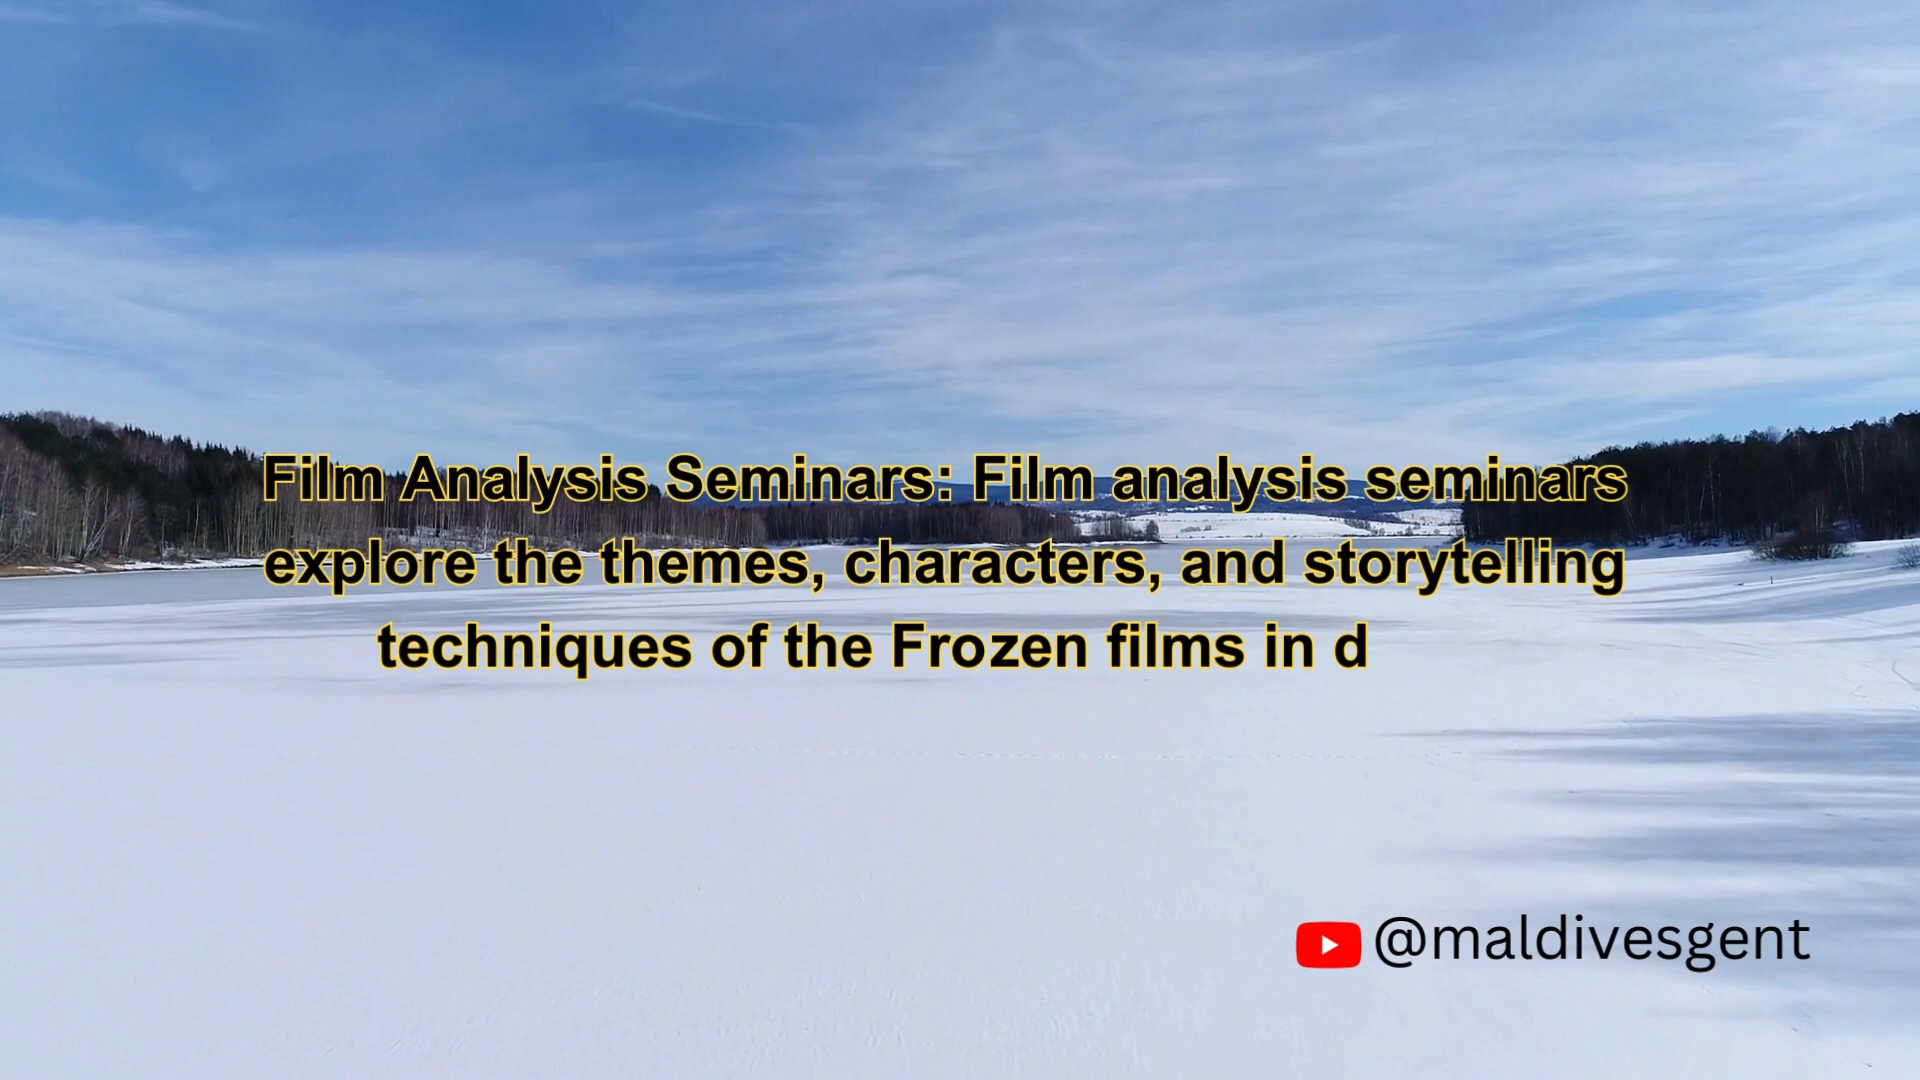 Film Analysis Seminars: Film analysis seminars
explore the themes, characters, and storytelling
techniques of the Frozen films in d
@maldivesgent